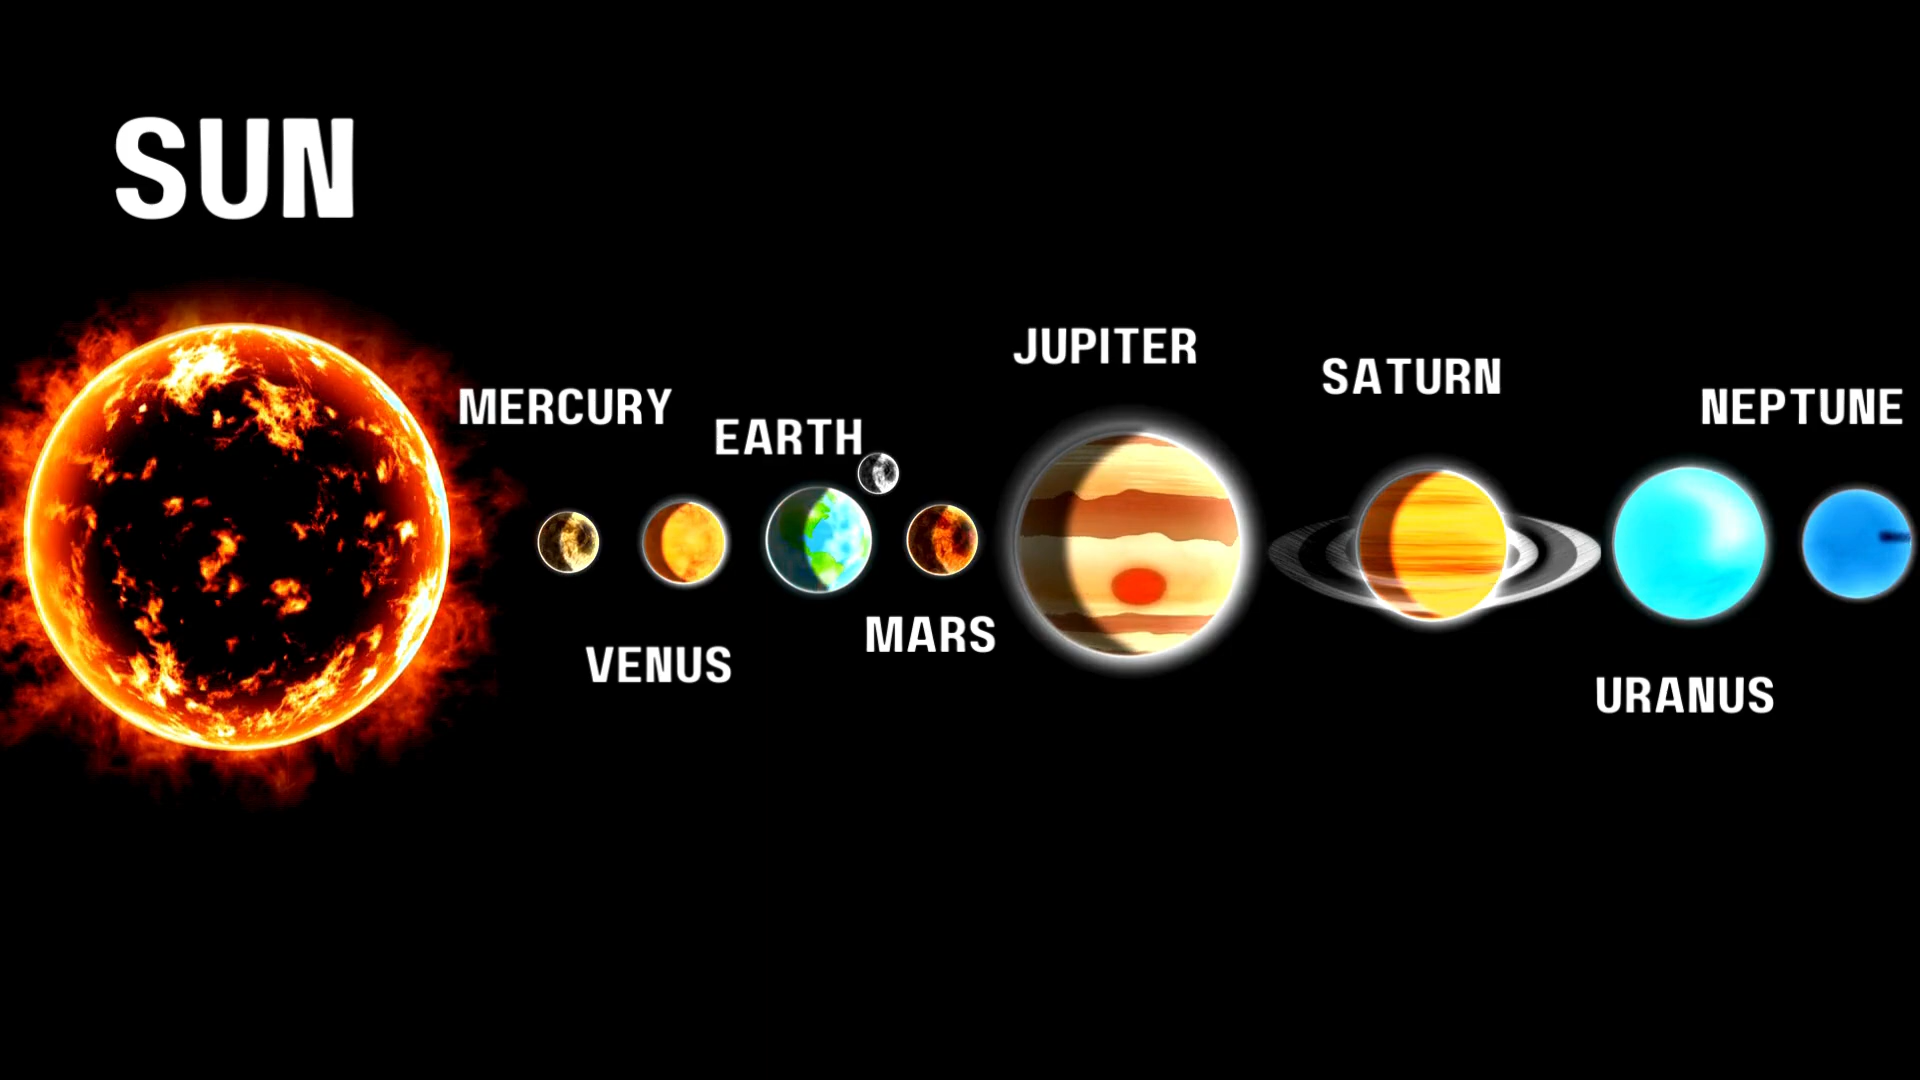 SUN
MERCURY
VENUS
EARTH
MARS
JUPITER
SATURN
URANUS
NEPTUNE